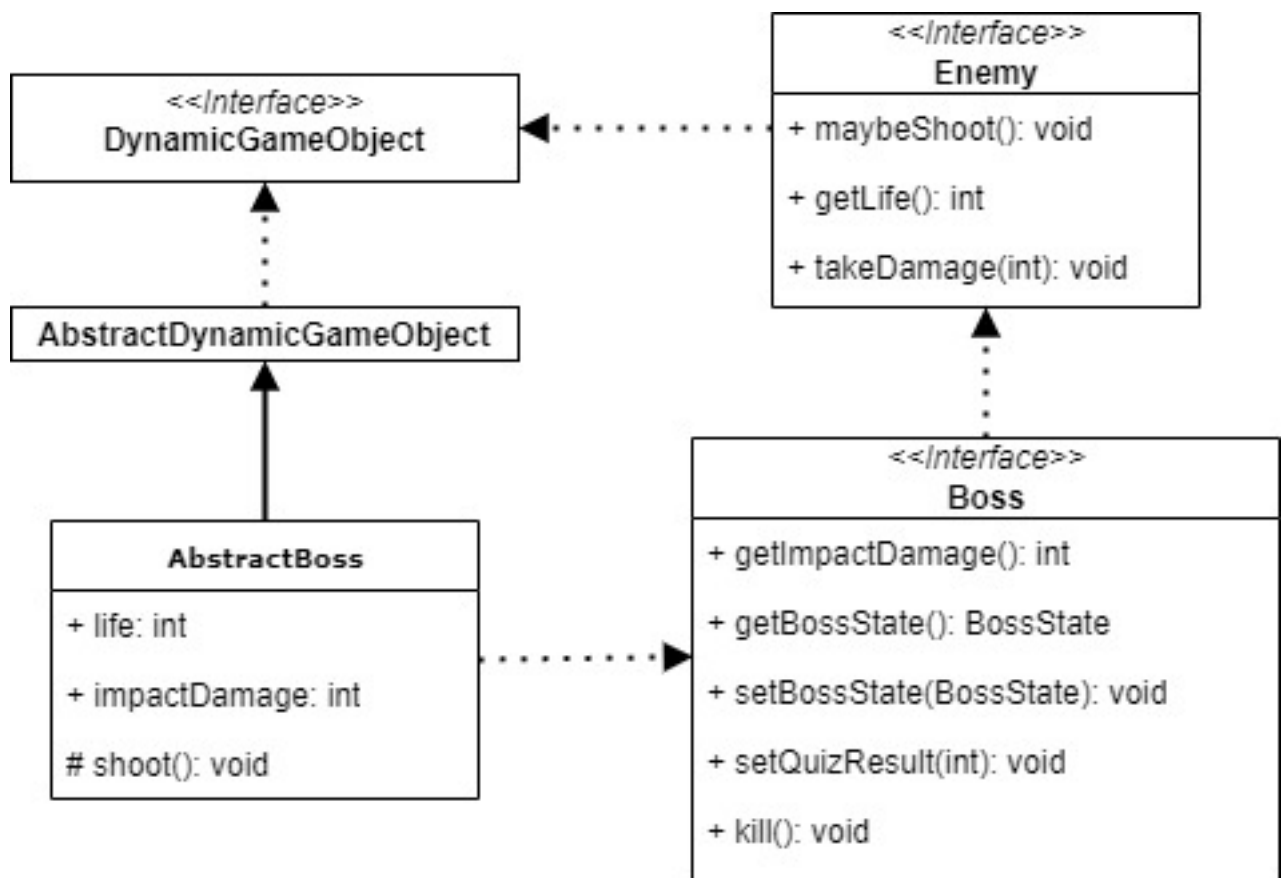 <<Interface>>
DynamicGameObject
<<Interface>>
Enemy
+ maybeShoot(): void
+ getLife(): int
+ takeDamage(int): void
AbstractDynamicGameObject
AbstractBoss
+ life: int
+ impactDamage: int
# shoot(): void
<<Interface>>
Boss
+ getImpactDamage(): int
+ getBossState(): BossState
+ setBossState(BossState): void
+ setQuizResult(int): void
+ kill(): void